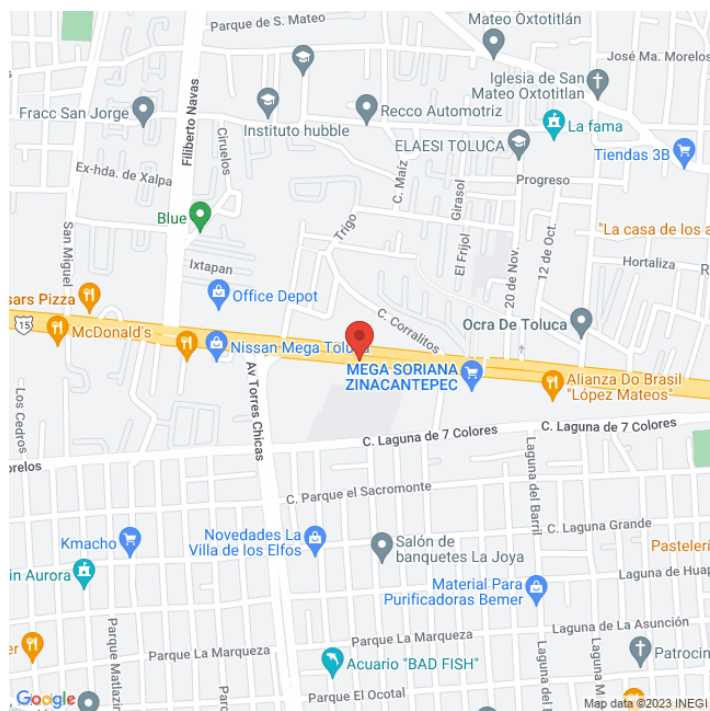 Parque de S. Mateo
Mateo Oxtotitlán
José Ma. Morelos
Iglesia de San
Mateo Oxtotitlan
Fracc San Jorge
Filiberto Navas
Ciruelos
Instituto hubble
Recco Automotriz
La fama
ELAESI TOLUCA
Tiendas 3B
Ex-hda. de Xalpa
C. Maíz
Girasol
Progreso
Blue
San Miguel
Trigo
El Frijol
20 de Nov.
12 de Oct.
"La casa de los a
Hortaliza
Ixtapan
Office Depot
C. Corralitos
sars Pizza
15
McDonald's
Nissan Mega Toluca
Ocra De Toluca
MEGA SORIANA
ZINACANTEPEC
Alianza Do Brasil
"López Mateos"
Los Cedros
Av Torres Chicas
C. Laguna de 7 Colores
C. Laguna de 7 Colores
orelos
C. Parque el Sacromonte
Laguna del Barril
C. Laguna Grande
Kmacho
Novedades La
Villa de los Elfos
Salón de
banquetes La Joya
Pastelerí
in Aurora
Material Para
Purificadoras Bemer
Laguna de Huap
Parque Matlazin
Parque La Marqueza
Parque La Marqueza
Laguna de La Asunción
er
Acuario "BAD FISH"
Laguna del B
Laguna M
Patrocin
Parque El Ocotal
Google
Map data ©2023 INEGI